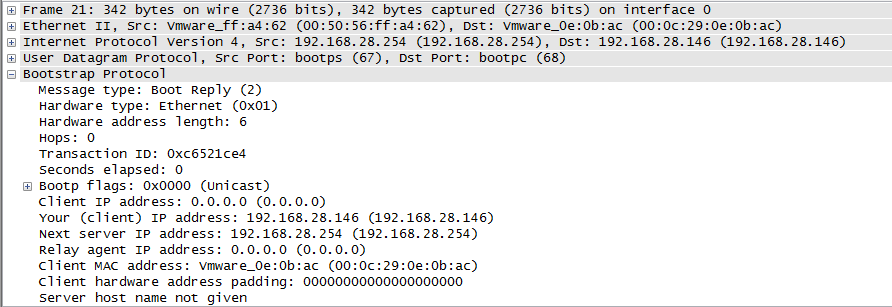 Frame 21: 342 bytes on wire (2736 bits), 342 bytes captured (2736 bits) on interface 0
Ethernet II, Src: Vmware_ff:a4:62 (00:50:56:ff:a4:62), Dst: Vmware_0e:0b:ac (00:0c:29:0e:0b:ac)
Internet Protocol Version 4, Src: 192.168.28.254 (192.168.28.254), Dst: 192.168.28.146 (192.168.28.146)
User Datagram Protocol, Src Port: bootps (67), Dst Port: bootpc (68)
Bootstrap Protocol
Message type: Boot Reply (2)
Hardware type: Ethernet (0x01)
Hardware address length: 6
Hops: 0
Transaction ID: 0xc6521ce4
Seconds elapsed: 0
Bootp flags: 0x0000 (Unicast)
Client IP address: 0.0.0.0 (0.0.0.0)
Your (client) IP address: 192.168.28.146 (192.168.28.146)
Next server IP address: 192.168.28.254 (192.168.28.254)
Relay agent IP address: 0.0.0.0 (0.0.0.0)
Client MAC address: Vmware_0e:0b:ac (00:0c:29:0e:0b:ac)
Client hardware address padding: 00000000000000000000
Server host name not given